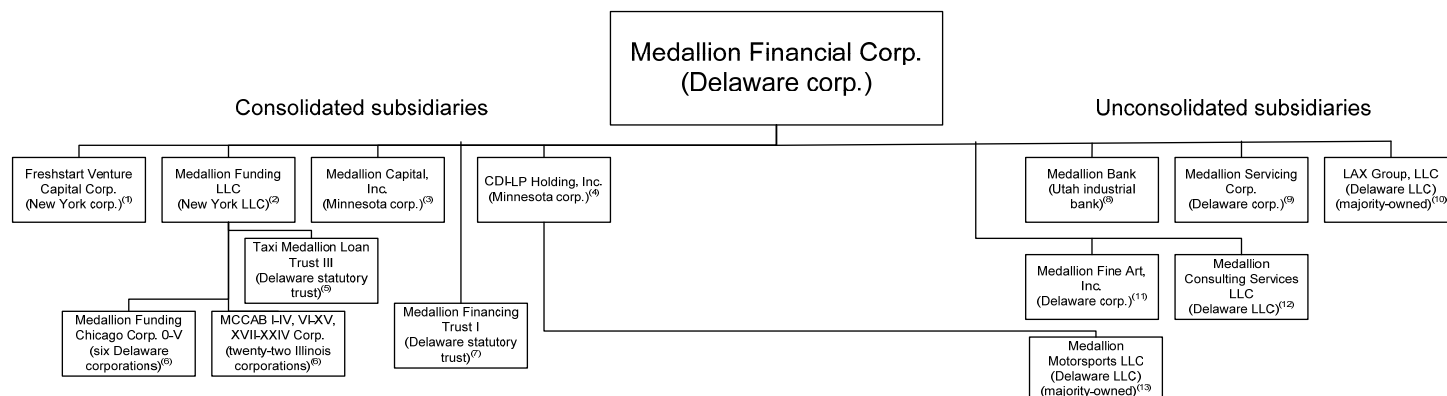 Medallion Financial Corp.
(Delaware corp.)
Consolidated subsidiaries
Unconsolidated subsidiaries
Freshstart Venture
Capital Corp.
(New York corp.)(1)
Medallion Funding
LLC
(New York LLC)(2)
Medallion Capital,
Inc.
(Minnesota corp.)(3)
CDI-LP Holding, Inc.
(Minnesota corp.)(4)
Medallion Bank
(Utah industrial
bank)(8)
Medallion Servicing
Corp.
(Delaware corp.)(9)
LAX Group, LLC
(Delaware LLC)
(majority-owned)(10)
Taxi Medallion Loan
Trust III
(Delaware statutory
trust)(5)
Medallion Fine Art,
Inc.
(Delaware corp.)(11)
Medallion
Consulting Services
LLC
(Delaware LLC)(12)
Medallion Funding
Chicago Corp. 0-V
(six Delaware
corporations)(6)
MCCAB I-IV, VI-XV,
XVII-XXIV Corp.
(twenty-two Illinois
corporations)(6)
Medallion Financing
Trust I
(Delaware statutory
trust)(7)
Medallion
Motorsports LLC
(Delaware LLC)
(majority-owned)(13)